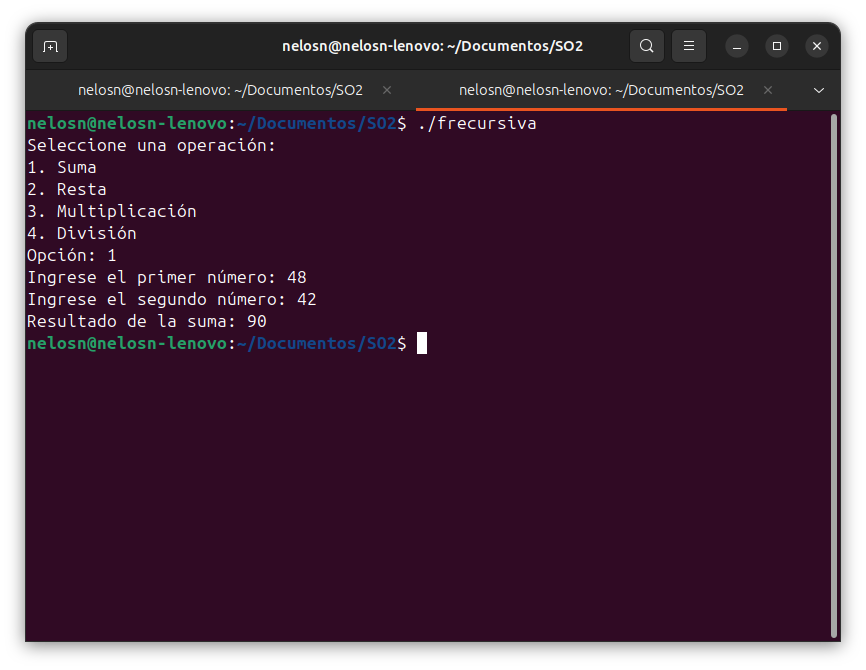 nelosn@nelosn-lenovo: ~/Documentos/SO2
nelosn@nelosn-lenovo: ~/Documentos/SO2 nelosn@nelosn-lenovo: ~/Documentos/SO2
nelosn@nelosn-lenovo:~/Documentos/SO2$ ./frecursiva
Seleccione una operación:
1. Suma
2. Resta
3. Multiplicación
4. División
Opción: 1
Ingrese el primer número: 48
Ingrese el segundo número: 42
Resultado de la suma: 90
nelosn@nelosn-lenovo:~/Documentos/SO2$